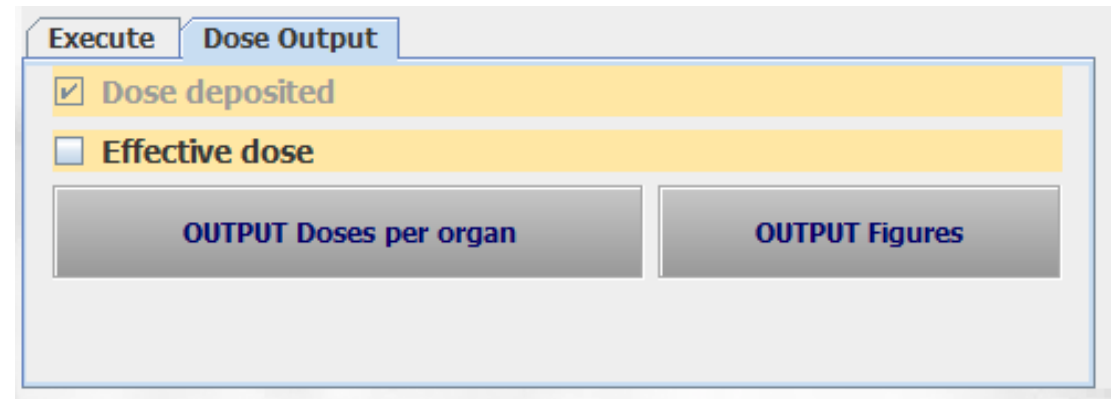 Execute Dose Output
Dose deposited
Effective dose
OUTPUT Doses per organ OUTPUT Figures